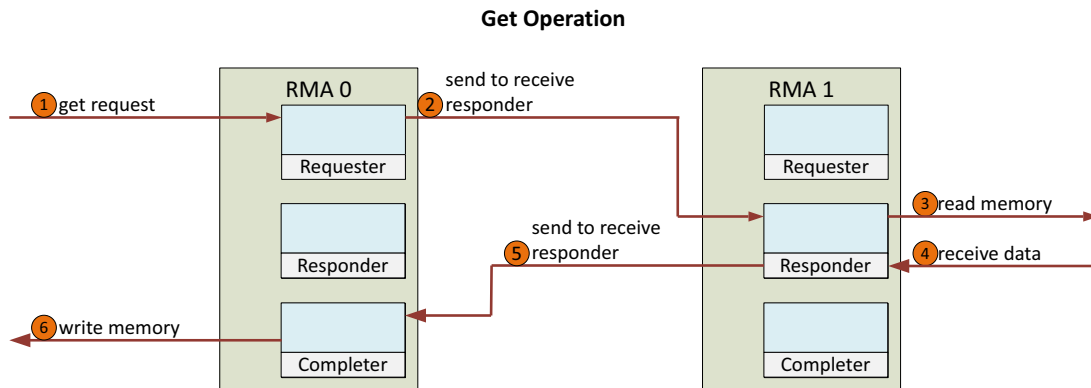 Get Operation
RMA 0
RMA 1
1 get request
2 send to receive
responder
Requester
Requester
3 read memory
5 send to receive
responder
4 receive data
Responder
Responder
6 write memory
Completer
Completer